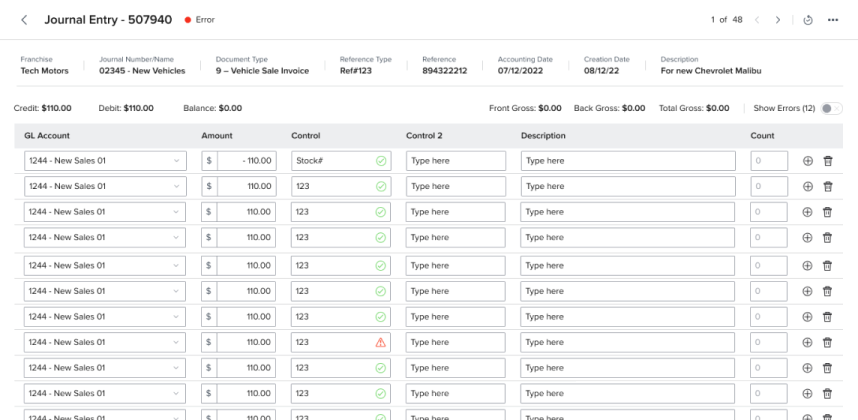 Journal Entry - 507940 Error 1 of 48
Franchise Journal Number/Name Document Type Reference Type Reference Accounting Date Creation Date Description
Tech Motors 02345 - New Vehicles 9 – Vehicle Sale Invoice Ref#123 894322212 07/12/2022 08/12/22 For new Chevrolet Malibu
Credit: $110.00 Debit: $110.00 Balance: $0.00 Front Gross: $0.00 Back Gross: $0.00 Total Gross: $0.00 Show Errors (12)
GL Account Amount Control Control 2 Description Count
1244 - New Sales 01 $ - 110.00 Stock# Type here Type here 0
1244 - New Sales 01 $ 110.00 123 Type here Type here 0
1244 - New Sales 01 $ 110.00 123 Type here Type here 0
1244 - New Sales 01 $ 110.00 123 Type here Type here 0
1244 - New Sales 01 $ 110.00 123 Type here Type here 0
1244 - New Sales 01 $ 110.00 123 Type here Type here 0
1244 - New Sales 01 $ 110.00 123 Type here Type here 0
1244 - New Sales 01 $ 110.00 123 Type here Type here 0
1244 - New Sales 01 $ 110.00 123 Type here Type here 0
1244 - New Sales 01 $ 110.00 123 Type here Type here 0
1244 - New Sales 01 $ 110.00 123 Type here Type here 0